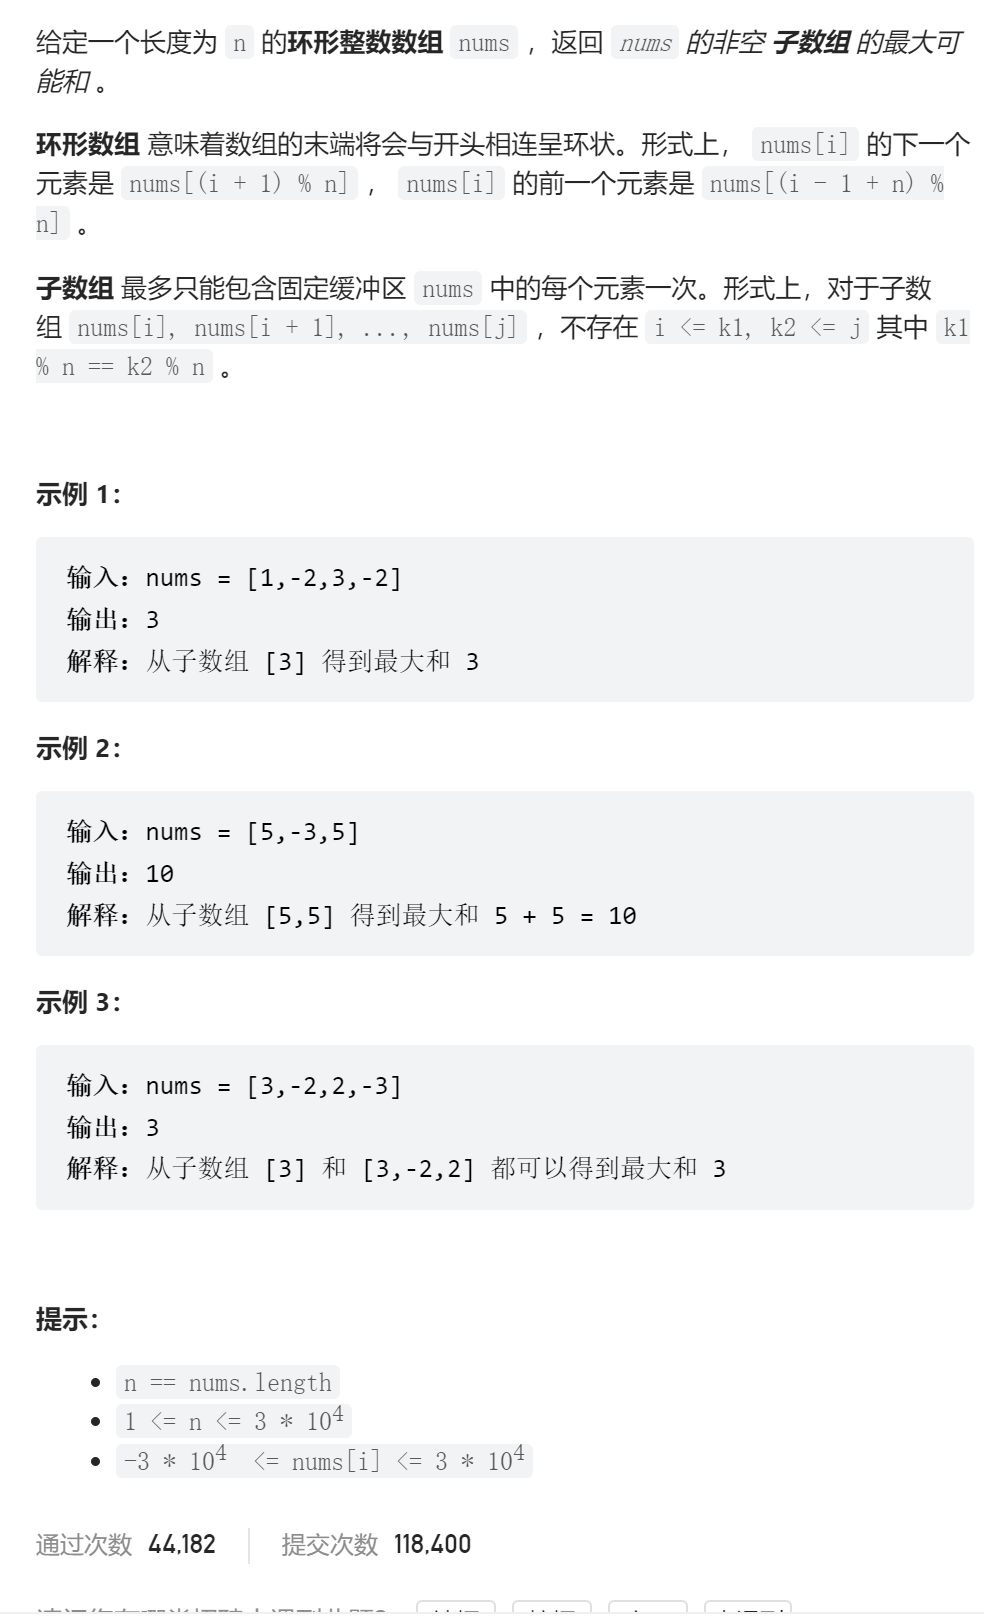 给定一个长度为 n 的环形整数数组 nums ，返回 nums 的非空 子数组 的最大可
能和 。
环形数组 意味着数组的末端将会与开头相连呈环状。形式上， nums[i] 的下一个
元素是 nums[(i + 1) % n] ， nums[i] 的前一个元素是 nums[(i - 1 + n) %
n] 。
子数组 最多只能包含固定缓冲区 nums 中的每个元素一次。形式上，对于子数
组 nums[i], nums[i + 1], ..., nums[j] ，不存在 i <= k1, k2 <= j 其中 k1
% n == k2 % n 。
示例 1：
输入：nums = [1,-2,3,-2]
输出：3
解释：从子数组 [3] 得到最大和 3
示例 2：
输入：nums = [5,-3,5]
输出：10
解释：从子数组 [5,5] 得到最大和 5 + 5 = 10
示例 3：
输入：nums = [3,-2,2,-3]
输出：3
解释：从子数组 [3] 和 [3,-2,2] 都可以得到最大和 3
提示：
• n == nums.length
• 1 <= n <= 3 * 10⁴
• -3 * 10⁴ <= nums[i] <= 3 * 10⁴
通过次数 44,182 提交次数 118,400